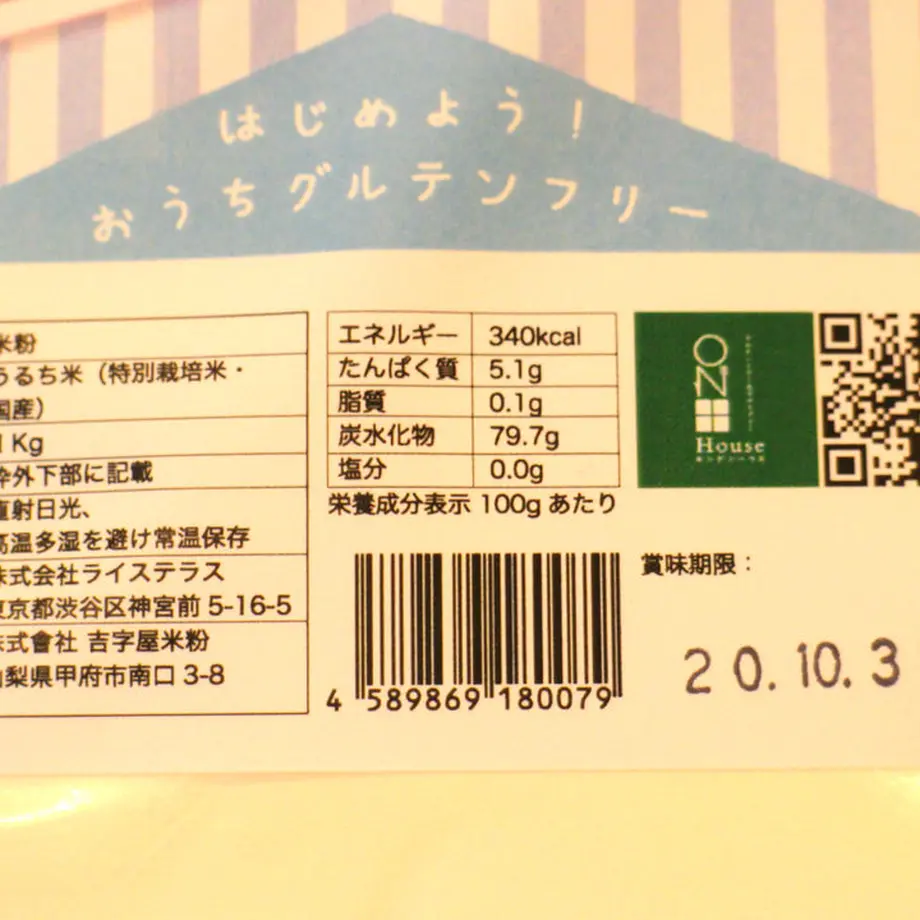 はじめよう！
おうちグルテンフリー
米粉
うるち米（特別栽培米・
国産）
1 Kg
枠外下部に記載
直射日光、
高温多湿を避け常温保存
株式会社ライステラス
東京都渋谷区神宮前 5-16-5
株式會社 吉字屋米粉
山梨県甲府市南口 3-8
エネルギー 340kcal
たんぱく質 5.1g
脂質 0.1g
炭水化物 79.7g
塩分 0.0g
栄養成分表示 100g あたり
4 589869 180079
ON
House
賞味期限：
20.10.3